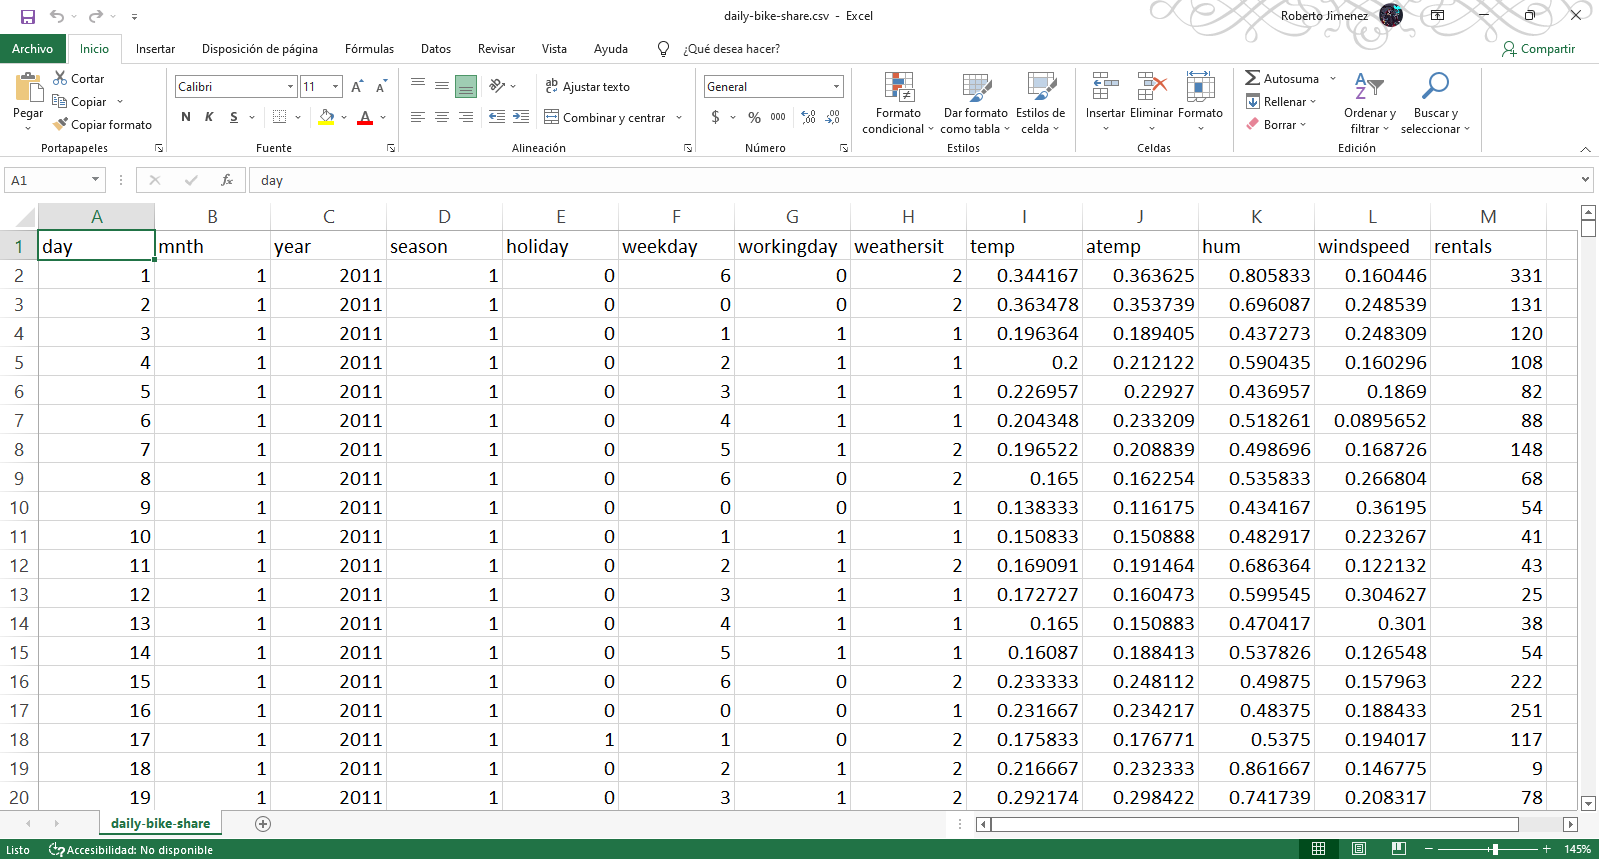 daily-bike-share.csv - Excel
Roberto Jimenez
Archivo Inicio Insertar Disposición de página Fórmulas Datos Revisar Vista Ayuda ¿Qué desea hacer? Compartir
Pegar Cortar Copiar Copiar formato
Portapapeles
Calibri 11
N K S
Fuente
Ajustar texto
Combinar y centrar
Alineación
General
$ % 000
Número
Formato condicional
Dar formato como tabla
Estilos de celda
Estilos
Insertar Eliminar Formato
Celdas
Autosuma
Rellenar
Borrar
Ordenar y filtrar
Buscar y seleccionar
Edición
A1 fx day
A B C D E F G H I J K L M
1 day mnth year season holiday weekday workingday weathersit temp atemp hum windspeed rentals
2 1 1 2011 1 0 6 0 2 0.344167 0.363625 0.805833 0.160446 331
3 2 1 2011 1 0 0 0 2 0.363478 0.353739 0.696087 0.248539 131
4 3 1 2011 1 0 1 1 1 0.196364 0.189405 0.437273 0.248309 120
5 4 1 2011 1 0 2 1 1 0.2 0.212122 0.590435 0.160296 108
6 5 1 2011 1 0 3 1 1 0.226957 0.22927 0.436957 0.1869 82
7 6 1 2011 1 0 4 1 1 0.204348 0.233209 0.518261 0.0895652 88
8 7 1 2011 1 0 5 1 2 0.196522 0.208839 0.498696 0.168726 148
9 8 1 2011 1 0 6 0 2 0.165 0.162254 0.535833 0.266804 68
10 9 1 2011 1 0 0 0 1 0.138333 0.116175 0.434167 0.36195 54
11 10 1 2011 1 0 1 1 1 0.150833 0.150888 0.482917 0.223267 41
12 11 1 2011 1 0 2 1 2 0.169091 0.191464 0.686364 0.122132 43
13 12 1 2011 1 0 3 1 1 0.172727 0.160473 0.599545 0.304627 25
14 13 1 2011 1 0 4 1 1 0.165 0.150883 0.470417 0.301 38
15 14 1 2011 1 0 5 1 1 0.16087 0.188413 0.537826 0.126548 54
16 15 1 2011 1 0 6 0 2 0.233333 0.248112 0.49875 0.157963 222
17 16 1 2011 1 0 0 0 1 0.231667 0.234217 0.48375 0.188433 251
18 17 1 2011 1 1 1 0 2 0.175833 0.176771 0.5375 0.194017 117
19 18 1 2011 1 0 2 1 2 0.216667 0.232333 0.861667 0.146775 9
20 19 1 2011 1 0 3 1 2 0.292174 0.298422 0.741739 0.208317 78
daily-bike-share
Listo Accesibilidad: No disponible 145%